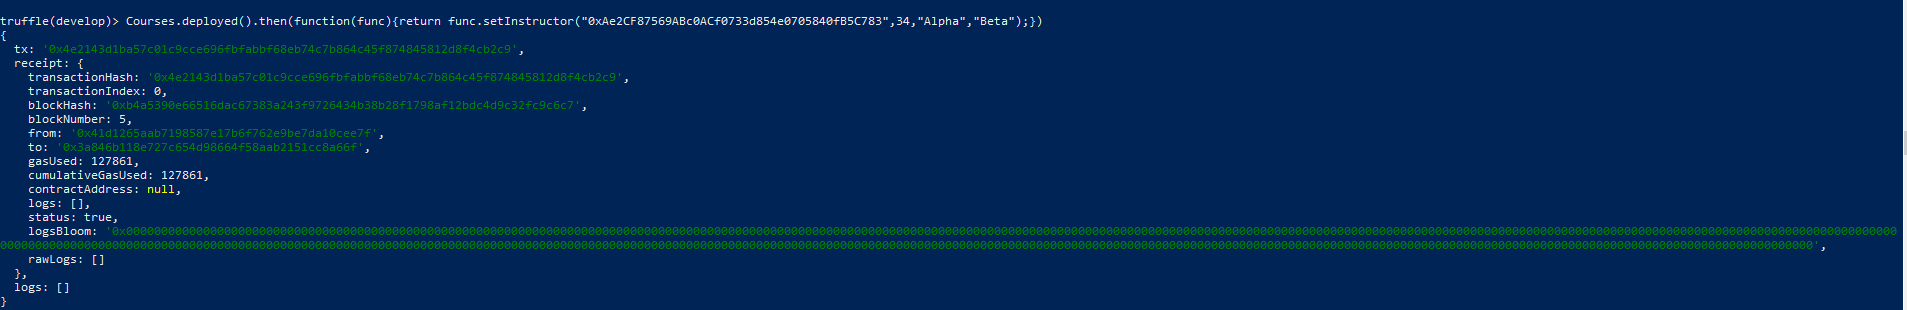 truffle(develop)> Courses.deployed().then(function(func){return func.setInstructor("0xAe2CF87569ABc0ACf0733d854e0705840fB5C783",34,"Alpha","Beta");})
{
  tx: '0x4e2143d1ba57c01c9cce696fbfabbf68eb74c7b864c45f874845812d8f4cb2c9',
  receipt: {
    transactionHash: '0x4e2143d1ba57c01c9cce696fbfabbf68eb74c7b864c45f874845812d8f4cb2c9',
    transactionIndex: 0,
    blockHash: '0xb4a5390e66516dac67383a243f9726434b38b28f1798af12bdc4d9c32fc9c6c7',
    blockNumber: 5,
    from: '0x41d1265aab7198587e17b6f762e9be7da10cee7f',
    to: '0x3a846b118e727c654d98664f58aab2151cc8a66f',
    gasUsed: 127861,
    cumulativeGasUsed: 127861,
    contractAddress: null,
    logs: [],
    status: true,
    logsBloom:
    rawLogs: []
  },
  logs: []
}